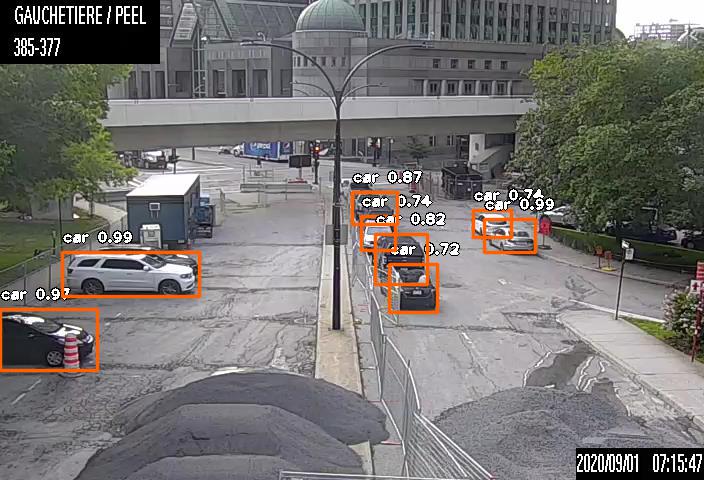 GAUCHETIERE / PEEL
385-377
car 0.87
car 0.74
car 0.74
car 0.99
car 0.82
car 0.99
car 0.72
car 0.97
pepsi
2020/09/01 07:15:47